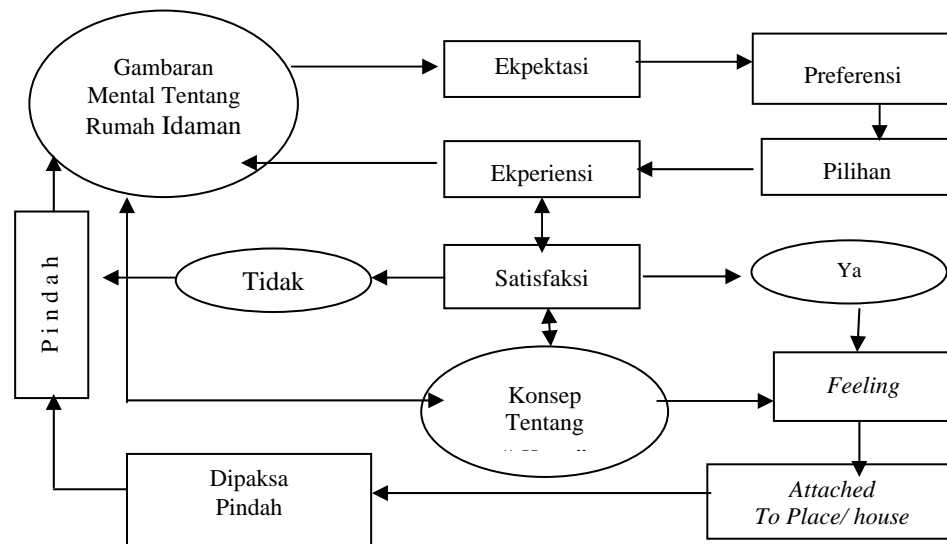 Gambaran
Mental Tentang
Rumah Idaman
Ekpektasi
Preferensi
Ekperiensi
Pilihan
Pindah
Tidak
Satisfaksi
Ya
Konsep
Tentang
Feeling
Dipaksa
Pindah
Attached
To Place/ house